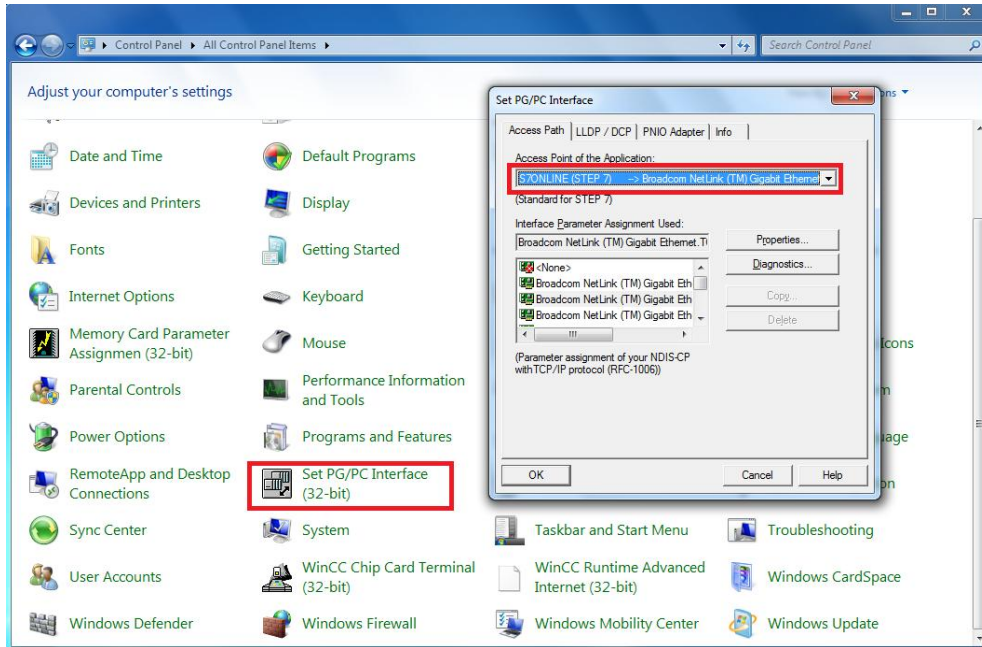 Control Panel ▸ All Control Panel Items ▸
Search Control Panel
Adjust your computer's settings
Date and Time
Default Programs
Devices and Printers
Display
Fonts
Getting Started
Internet Options
Keyboard
Memory Card Parameter
Assignmen (32-bit)
Mouse
Parental Controls
Performance Information
and Tools
Power Options
Programs and Features
RemoteApp and Desktop
Connections
Set PG/PC Interface
(32-bit)
Sync Center
System
Taskbar and Start Menu
Troubleshooting
User Accounts
WinCC Chip Card Terminal
(32-bit)
WinCC Runtime Advanced
Internet (32-bit)
Windows CardSpace
Windows Defender
Windows Firewall
Windows Mobility Center
Windows Update
Icons
Set PG/PC Interface
Access Path
LLDP / DCP
PNIO Adapter
Info
Access Point of the Application:
S7ONLINE (STEP 7) --> Broadcom NetLink (TM) Gigabit Ethernet
(Standard for STEP 7)
Interface Parameter Assignment Used:
Broadcom NetLink (TM) Gigabit Ethernet.T
Properties...
Diagnostics...
Copy...
Delete
<None>
Broadcom NetLink (TM) Gigabit Eth
Broadcom NetLink (TM) Gigabit Eth
Broadcom NetLink (TM) Gigabit Eth
(Parameter assignment of your NDIS-CP
withTCP/IP protocol (RFC-1006))
OK
Cancel
Help